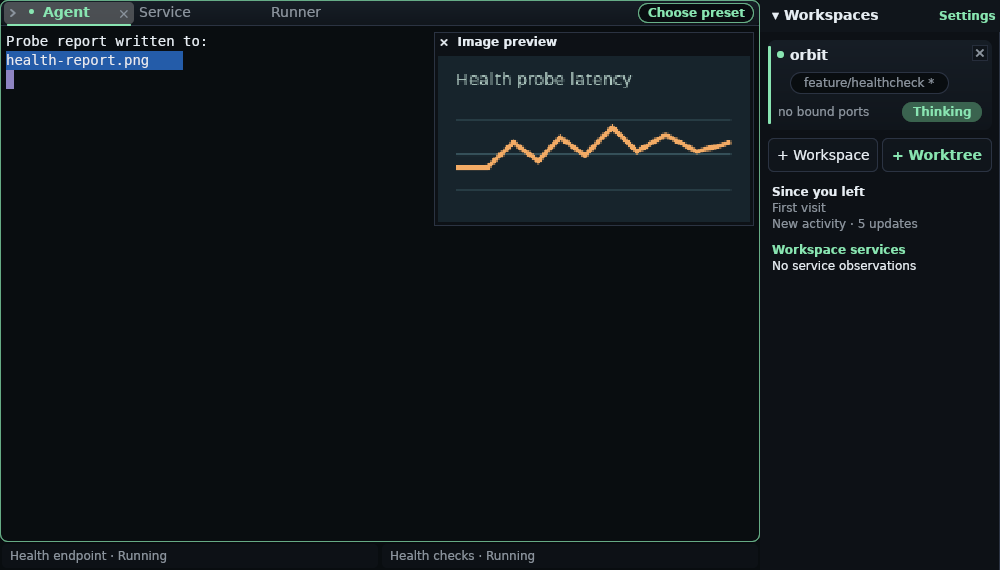 Agent
Service
Runner
Choose preset
Probe report written to:
health-report.png
Image preview
Health probe latency
Health endpoint · Running
Health checks · Running
Workspaces
Settings
orbit
feature/healthcheck *
no bound ports
Thinking
+ Workspace
+ Worktree
Since you left
First visit
New activity · 5 updates
Workspace services
No service observations